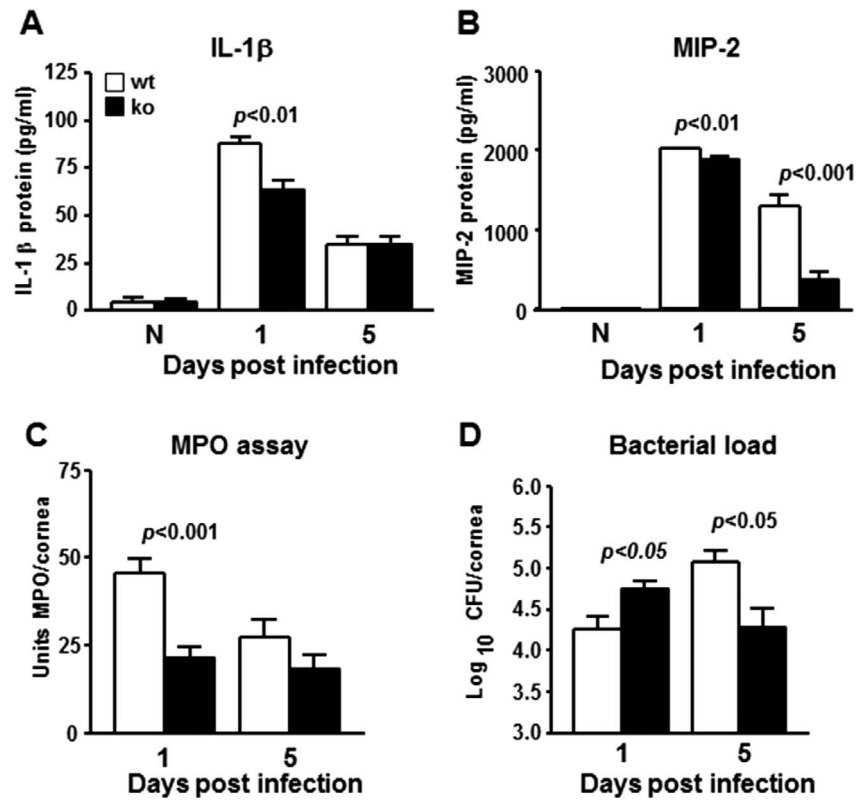 A
IL-1β
IL-1 β protein (pg/ml)
125
100
75
50
25
0
wt
ko
p<0.01
N
1
5
Days post infection
B
MIP-2
MIP-2 protein (pg/ml)
3000
2000
1000
0
p<0.01
p<0.001
N
1
5
Days post infection
C
MPO assay
Units MPO/cornea
75
50
25
0
p<0.001
1
5
Days post infection
D
Bacterial load
Log10 CFU/cornea
6.0
5.5
5.0
4.5
4.0
3.5
3.0
p<0.05
p<0.05
1
5
Days post infection